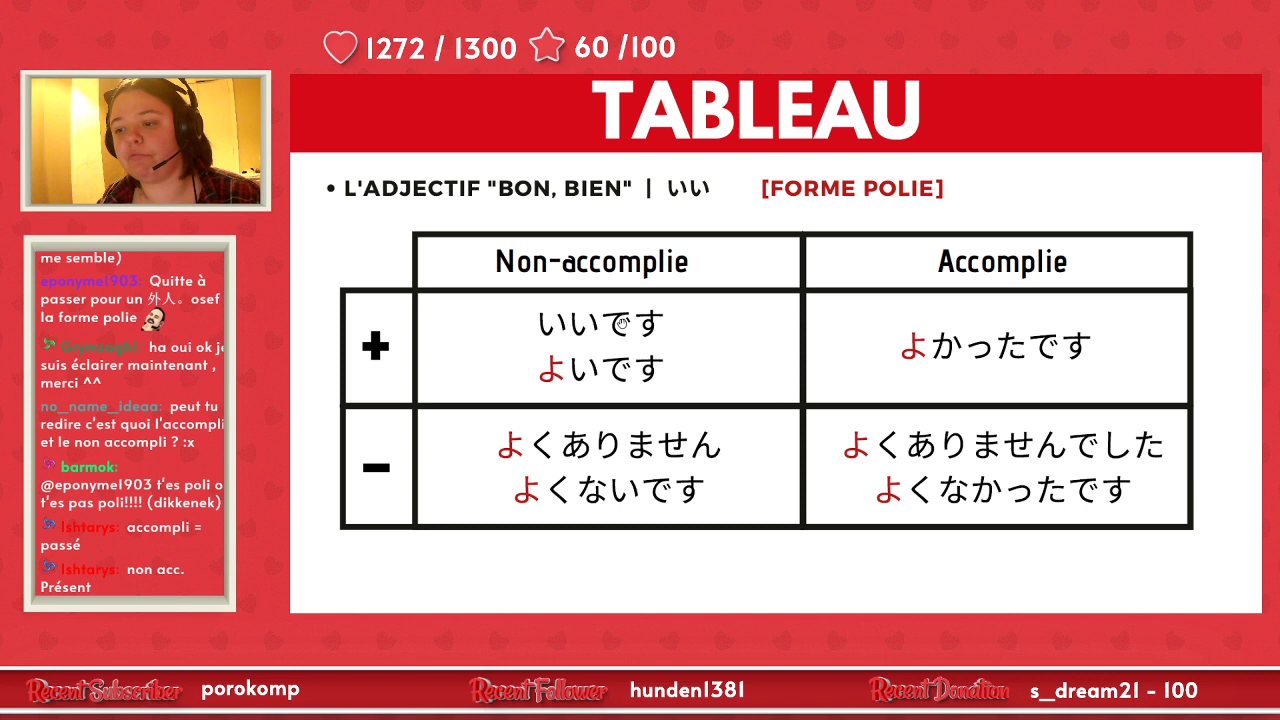 1272 / 1300 60 /100
TABLEAU
• L'ADJECTIF "BON, BIEN" | いい [FORME POLIE]
Non-accomplie Accomplie
+ いいです よかったです
よいです
- よくありません よくありませんでした
よくないです よくなかったです
me semble)
eponyme1903: Quitte à
passer pour un 外人。osef
la forme polie
ha oui ok je
suis éclairer maintenant ,
merci ^^
no_name_ideaa: peut tu
redire c'est quoi l'accompli
et le non accompli ? :x
barmok:
@eponyme1903 t'es poli o
t'es pas poli!!!! (dikkenek)
Ishtarys: accompli =
passé
Ishtarys: non acc.
Présent
Recent Subscriber porokomp Recent Follower hunden1381 Recent Donation s_dream21 - 100